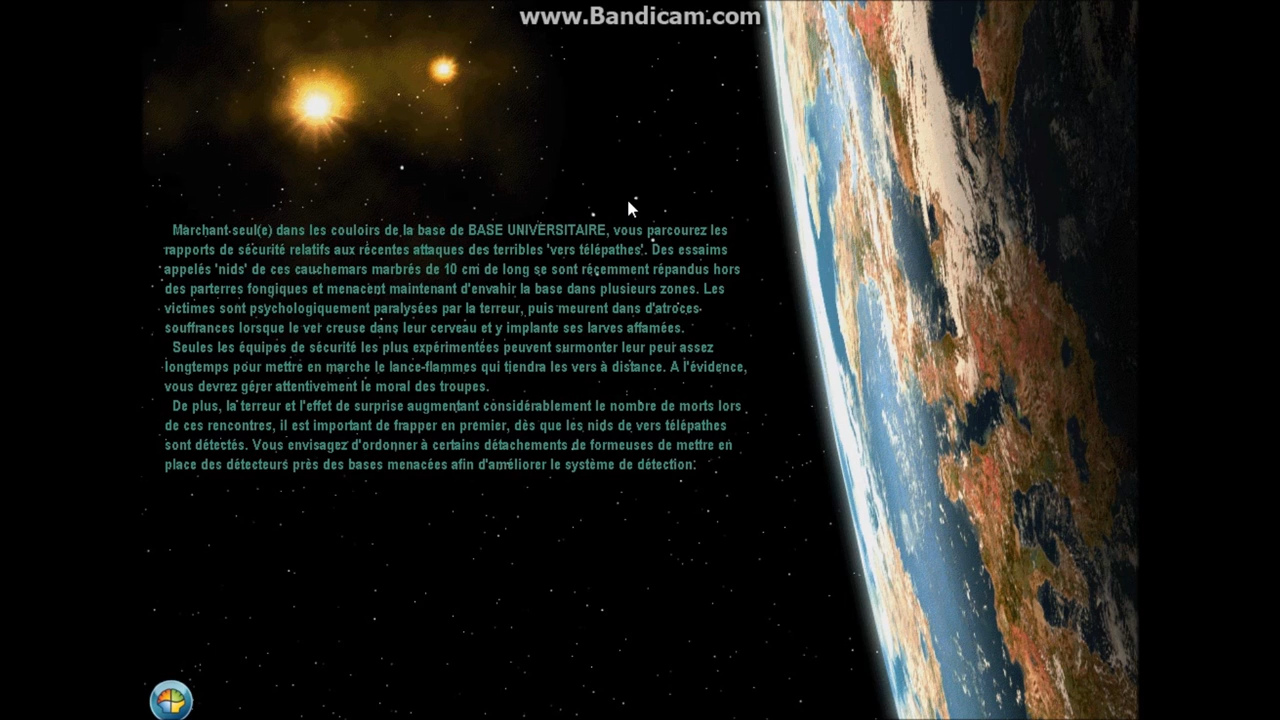 www.Bandicam.com
Marchant seul(e) dans les couloirs de la base de BASE UNIVERSITAIRE, vous parcourez les
rapports de sécurité relatifs aux récentes attaques des terribles 'vers télépathes'. Des essaims
appelés 'nids' de ces cauchemars marbrés de 10 cm de long se sont récemment répandus hors
des parterres fongiques et menacent maintenant d'envahir la base dans plusieurs zones. Les
victimes sont psychologiquement paralysées par la terreur, puis meurent dans d'atroces
souffrances lorsque le ver creuse dans leur cerveau et y implante ses larves affamées.
Seules les équipes de sécurité les plus expérimentées peuvent surmonter leur peur assez
longtemps pour mettre en marche le lance-flammes qui tiendra les vers à distance. A l'évidence,
vous devrez gérer attentivement le moral des troupes.
De plus, la terreur et l'effet de surprise augmentant considérablement le nombre de morts lors
de ces rencontres, il est important de frapper en premier, dès que les nids de vers télépathes
sont détectés. Vous envisagez d'ordonner à certains détachements de formeuses de mettre en
place des détecteurs près des bases menacées afin d'améliorer le système de détection.